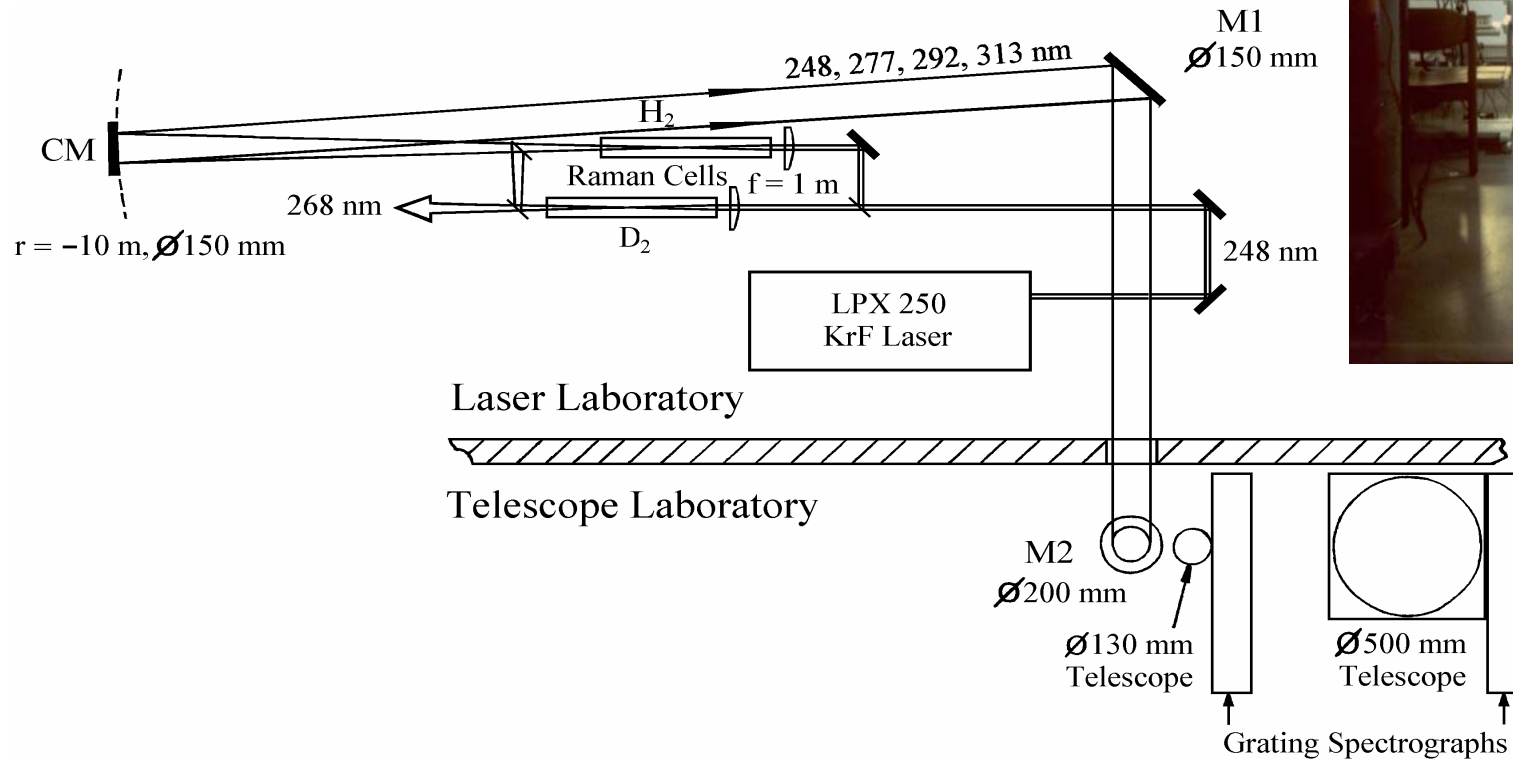 M1
Ø150 mm
248, 277, 292, 313 nm
H₂
CM
Raman Cells
f = 1 m
268 nm
D₂
r = −10 m, Ø150 mm
248 nm
LPX 250
KrF Laser
Laser Laboratory
Telescope Laboratory
M2
Ø200 mm
Ø130 mm
Telescope
Ø500 mm
Telescope
Grating Spectrographs